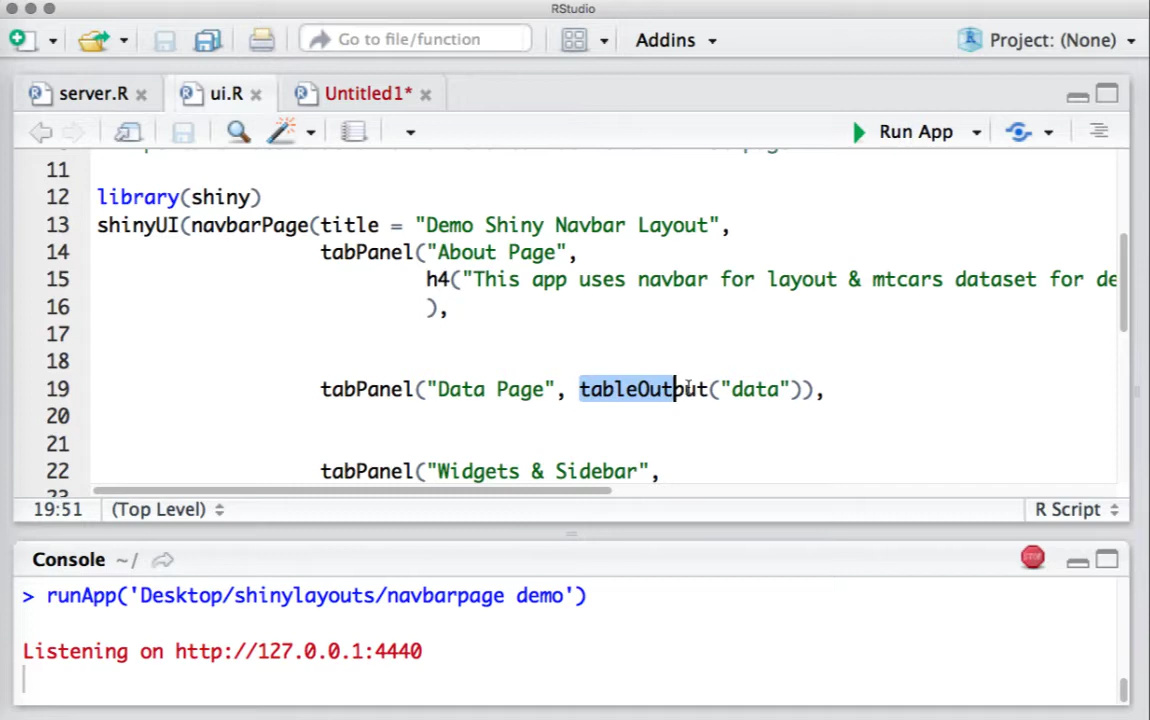 RStudio
Go to file/function Addins Project: (None)
server.R ui.R Untitled1*
Run App
11
12 library(shiny)
13 shinyUI(navbarPage(title = "Demo Shiny Navbar Layout",
14 tabPanel("About Page",
15 h4("This app uses navbar for layout & mtcars dataset for de
16 ),
17
18
19 tabPanel("Data Page", tableOutput("data")),
20
21
22 tabPanel("Widgets & Sidebar",
23
19:51 (Top Level) R Script
Console ~/
STOP
> runApp('Desktop/shinylayouts/navbarpage demo')
Listening on http://127.0.0.1:4440